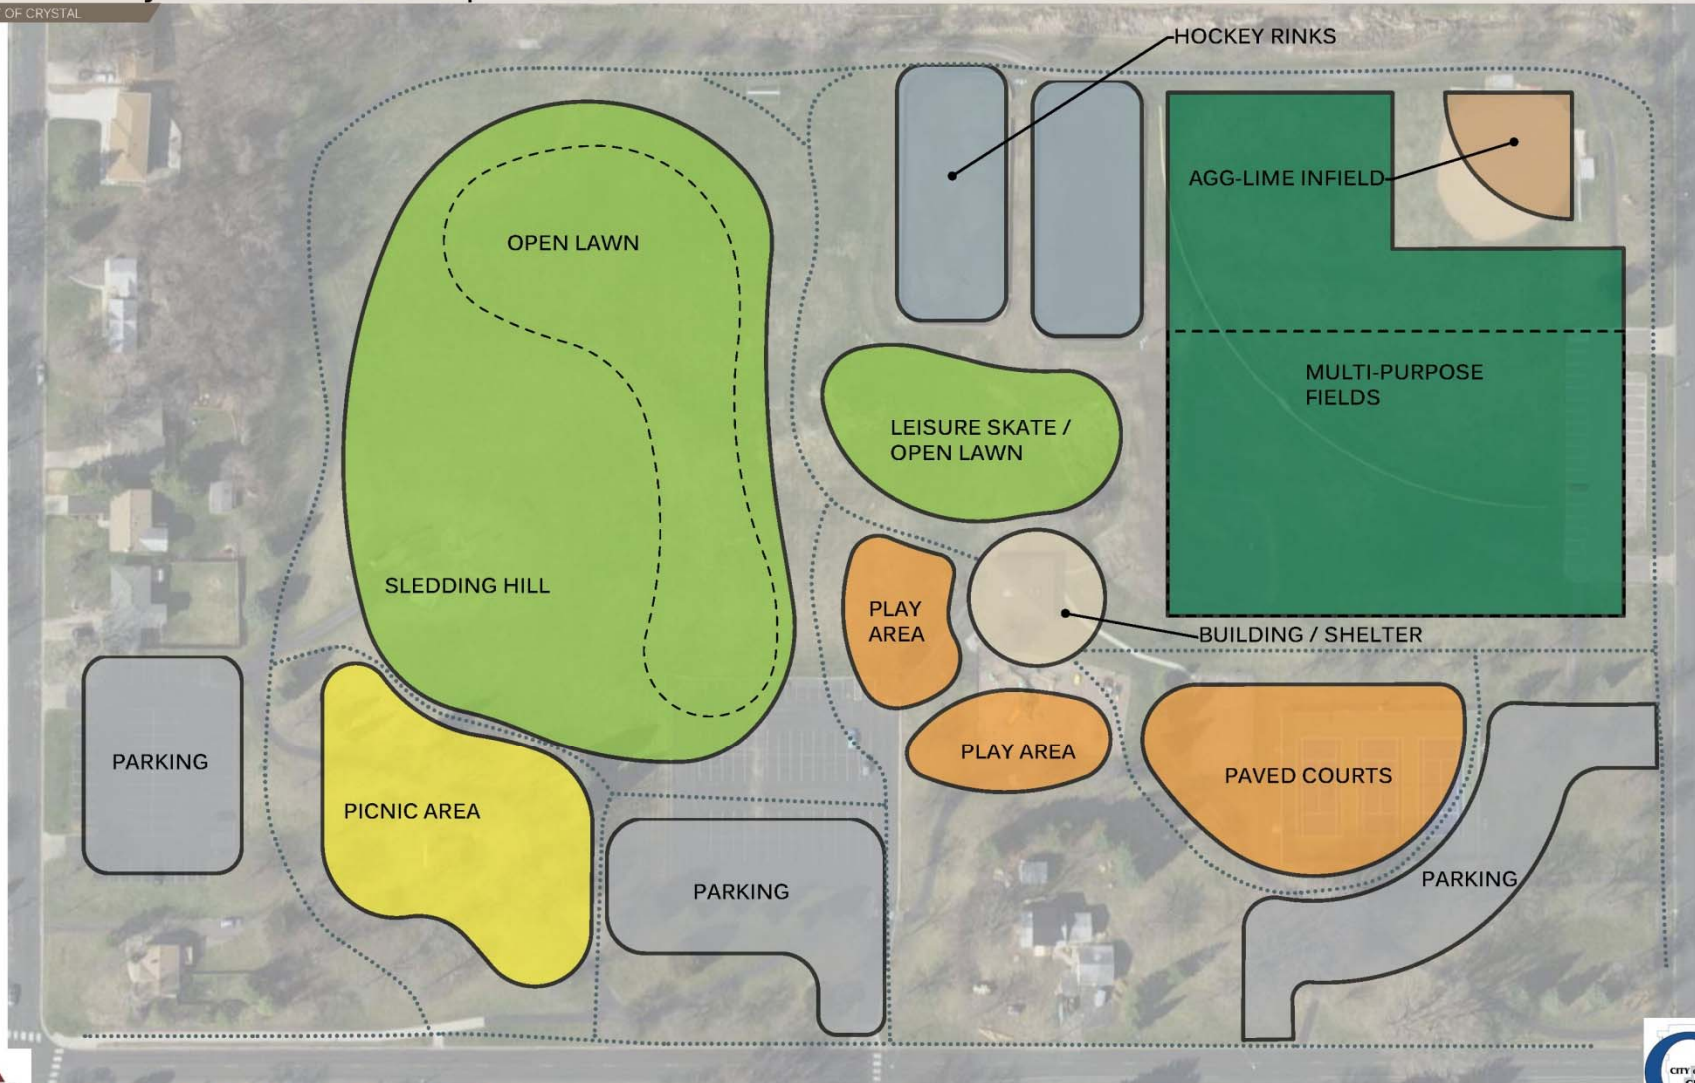 OF CRYSTAL
HOCKEY RINKS
AGG-LIME INFIELD
OPEN LAWN
MULTI-PURPOSE
FIELDS
LEISURE SKATE /
OPEN LAWN
SLEDDING HILL
PLAY
AREA
BUILDING / SHELTER
PARKING
PICNIC AREA
PLAY AREA
PAVED COURTS
PARKING
PARKING
CITY